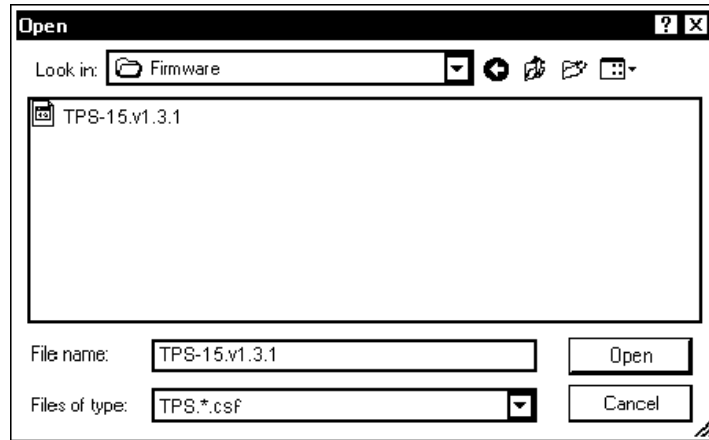 Open
Look in: Firmware
TPS-15.v1.3.1
File name: TPS-15.v1.3.1 Open
Files of type: TPS.*.csf Cancel